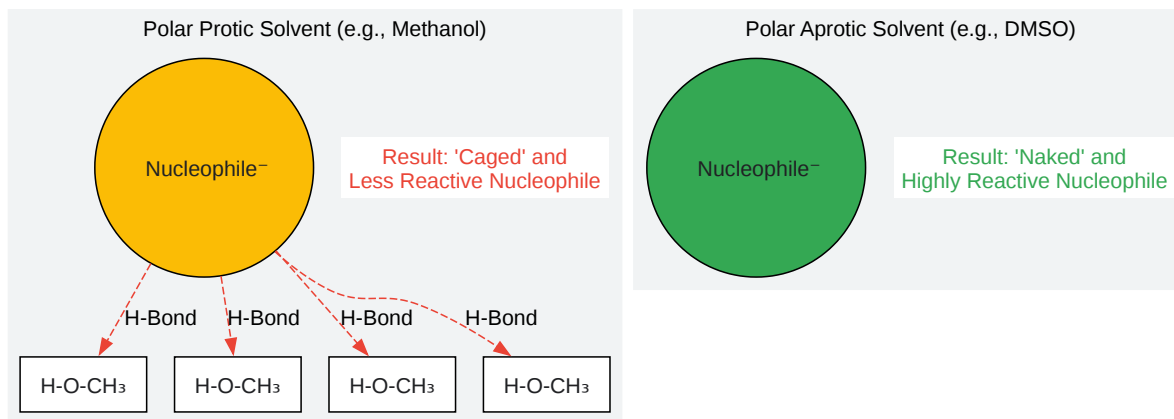 Polar Protic Solvent (e.g., Methanol)
Nucleophile⁻
Result: 'Caged' and
Less Reactive Nucleophile
H-Bond
H-Bond
H-Bond
H-Bond
H-O-CH₃
H-O-CH₃
H-O-CH₃
H-O-CH₃
Polar Aprotic Solvent (e.g., DMSO)
Nucleophile⁻
Result: 'Naked' and
Highly Reactive Nucleophile